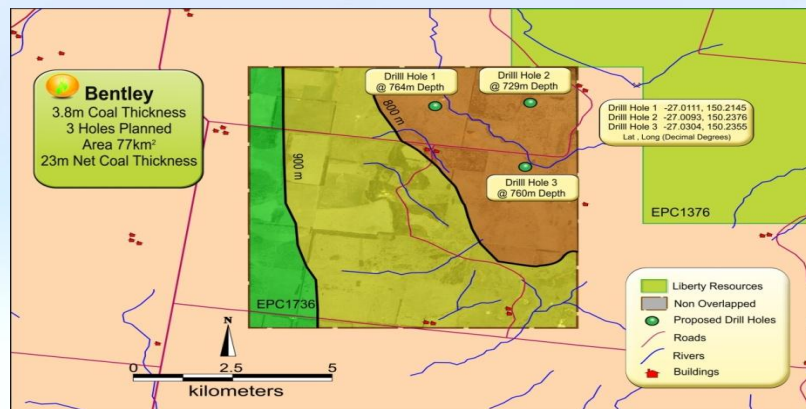 Bentley
3.8m Coal Thickness
3 Holes Planned
Area 77km²
23m Net Coal Thickness
Drilll Hole 1
@ 764m Depth
Drilll Hole 2
@ 729m Depth
Drill Hole 1 -27.0111, 150.2145
Drill Hole 2 -27.0093, 150.2376
Drill Hole 3 -27.0304, 150.2355
Lat , Long (Decimal Degrees)
800 m
900 m
Drilll Hole 3
@ 760m Depth
EPC1376
EPC1736
N
0 2.5 5
kilometers
Liberty Resources
Non Overlapped
Proposed Drill Holes
Roads
Rivers
Buildings